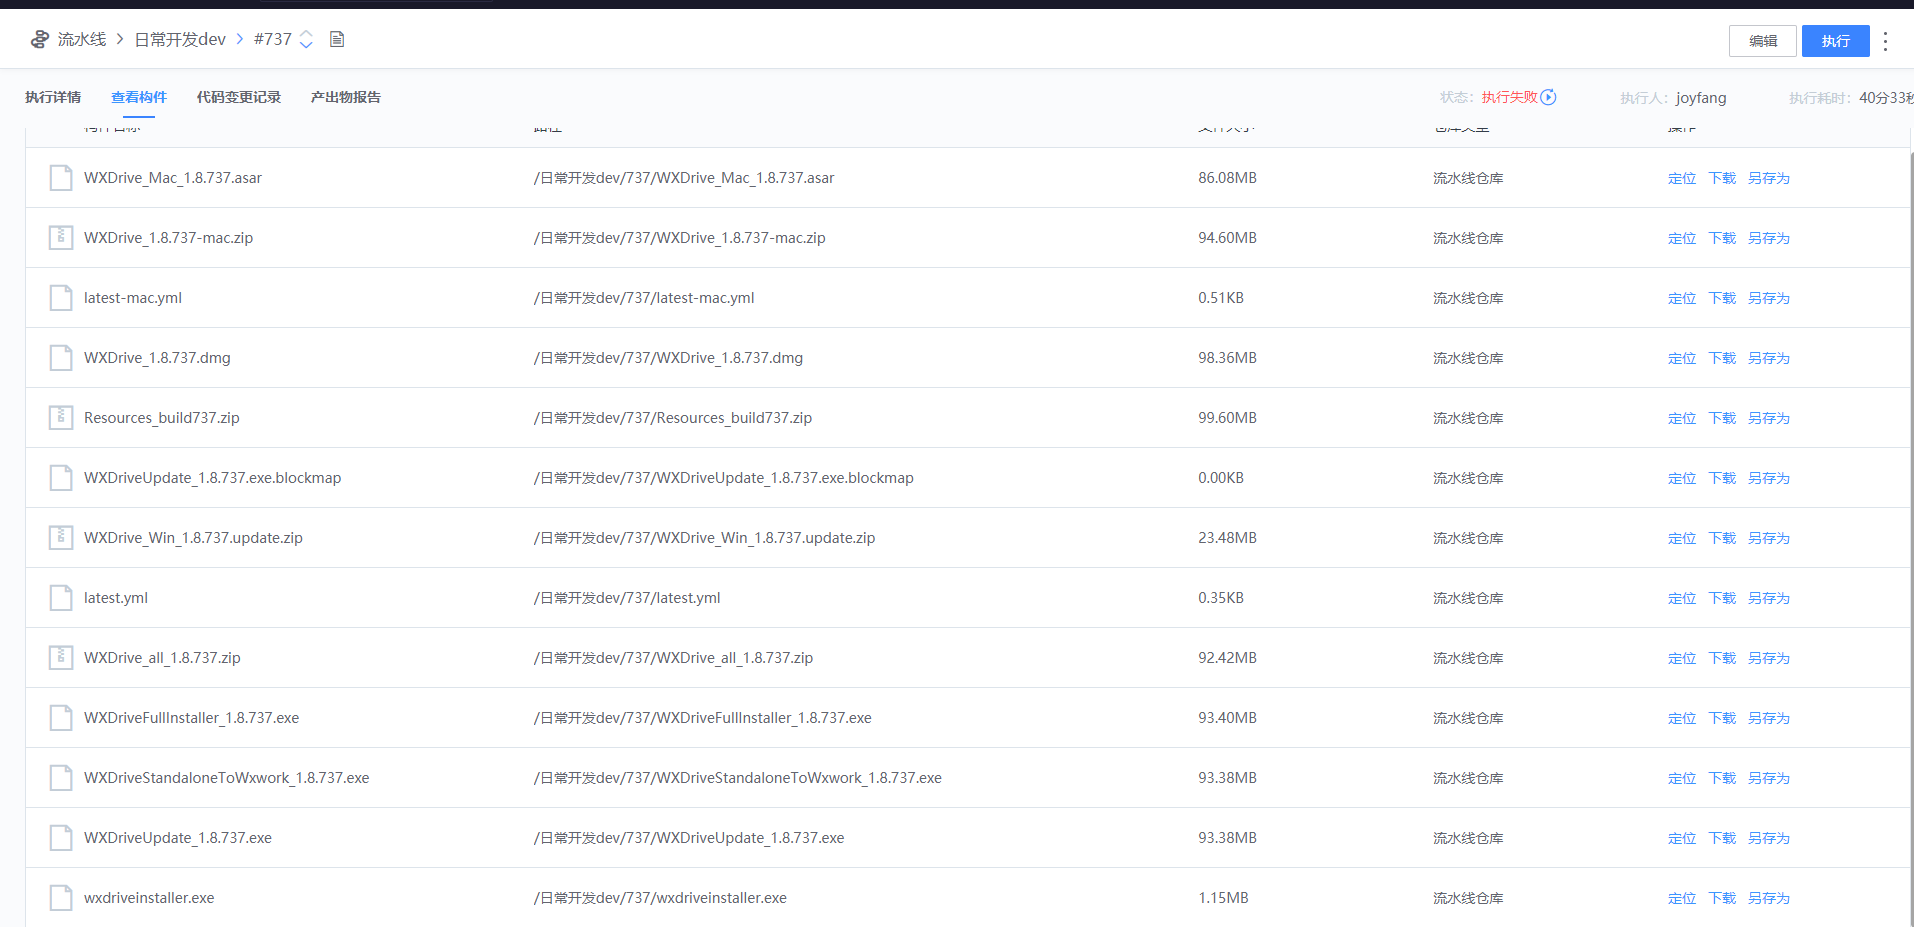 流水线 > 日常开发dev > #737
编辑 执行
执行详情 查看构件 代码变更记录 产出物报告 状态: 执行失败 执行人: joyfang 执行耗时: 40分33秒
构件名称 路径 文件大小 仓库类型 操作
WXDrive_Mac_1.8.737.asar /日常开发dev/737/WXDrive_Mac_1.8.737.asar 86.08MB 流水线仓库 定位 下载 另存为
WXDrive_1.8.737-mac.zip /日常开发dev/737/WXDrive_1.8.737-mac.zip 94.60MB 流水线仓库 定位 下载 另存为
latest-mac.yml /日常开发dev/737/latest-mac.yml 0.51KB 流水线仓库 定位 下载 另存为
WXDrive_1.8.737.dmg /日常开发dev/737/WXDrive_1.8.737.dmg 98.36MB 流水线仓库 定位 下载 另存为
Resources_build737.zip /日常开发dev/737/Resources_build737.zip 99.60MB 流水线仓库 定位 下载 另存为
WXDriveUpdate_1.8.737.exe.blockmap /日常开发dev/737/WXDriveUpdate_1.8.737.exe.blockmap 0.00KB 流水线仓库 定位 下载 另存为
WXDrive_Win_1.8.737.update.zip /日常开发dev/737/WXDrive_Win_1.8.737.update.zip 23.48MB 流水线仓库 定位 下载 另存为
latest.yml /日常开发dev/737/latest.yml 0.35KB 流水线仓库 定位 下载 另存为
WXDrive_all_1.8.737.zip /日常开发dev/737/WXDrive_all_1.8.737.zip 92.42MB 流水线仓库 定位 下载 另存为
WXDriveFullInstaller_1.8.737.exe /日常开发dev/737/WXDriveFullInstaller_1.8.737.exe 93.40MB 流水线仓库 定位 下载 另存为
WXDriveStandaloneToWxwork_1.8.737.exe /日常开发dev/737/WXDriveStandaloneToWxwork_1.8.737.exe 93.38MB 流水线仓库 定位 下载 另存为
WXDriveUpdate_1.8.737.exe /日常开发dev/737/WXDriveUpdate_1.8.737.exe 93.38MB 流水线仓库 定位 下载 另存为
wxdriveinstaller.exe /日常开发dev/737/wxdriveinstaller.exe 1.15MB 流水线仓库 定位 下载 另存为